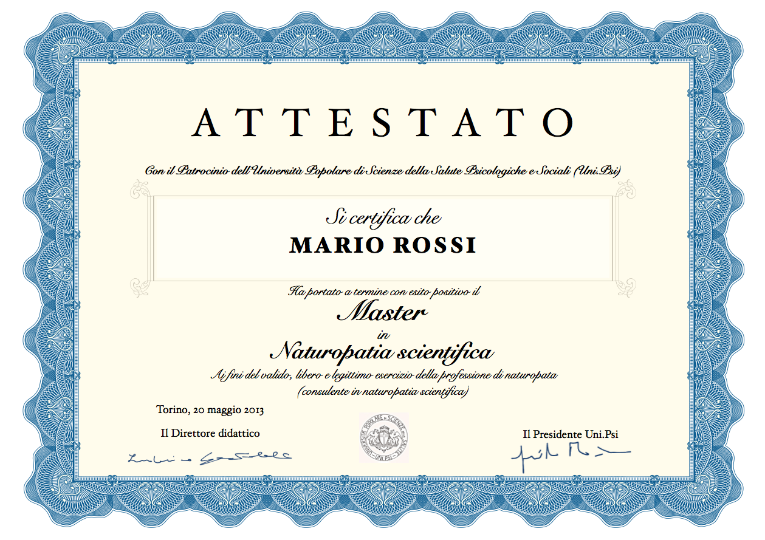 ATTESTATO
Con il Patrocinio dell'Università Popolare di Scienze della Salute Psicologiche e Sociali (Uni.Psi)
Si certifica che
MARIO ROSSI
Ha portato a termine con esito positivo il
Master
in
Naturopatia scientifica
Ai fini del valido, libero e legittimo esercizio della professione di naturopata
(consulente in naturopatia scientifica)
Torino, 20 maggio 2013
Il Direttore didattico
Il Presidente Uni.Psi